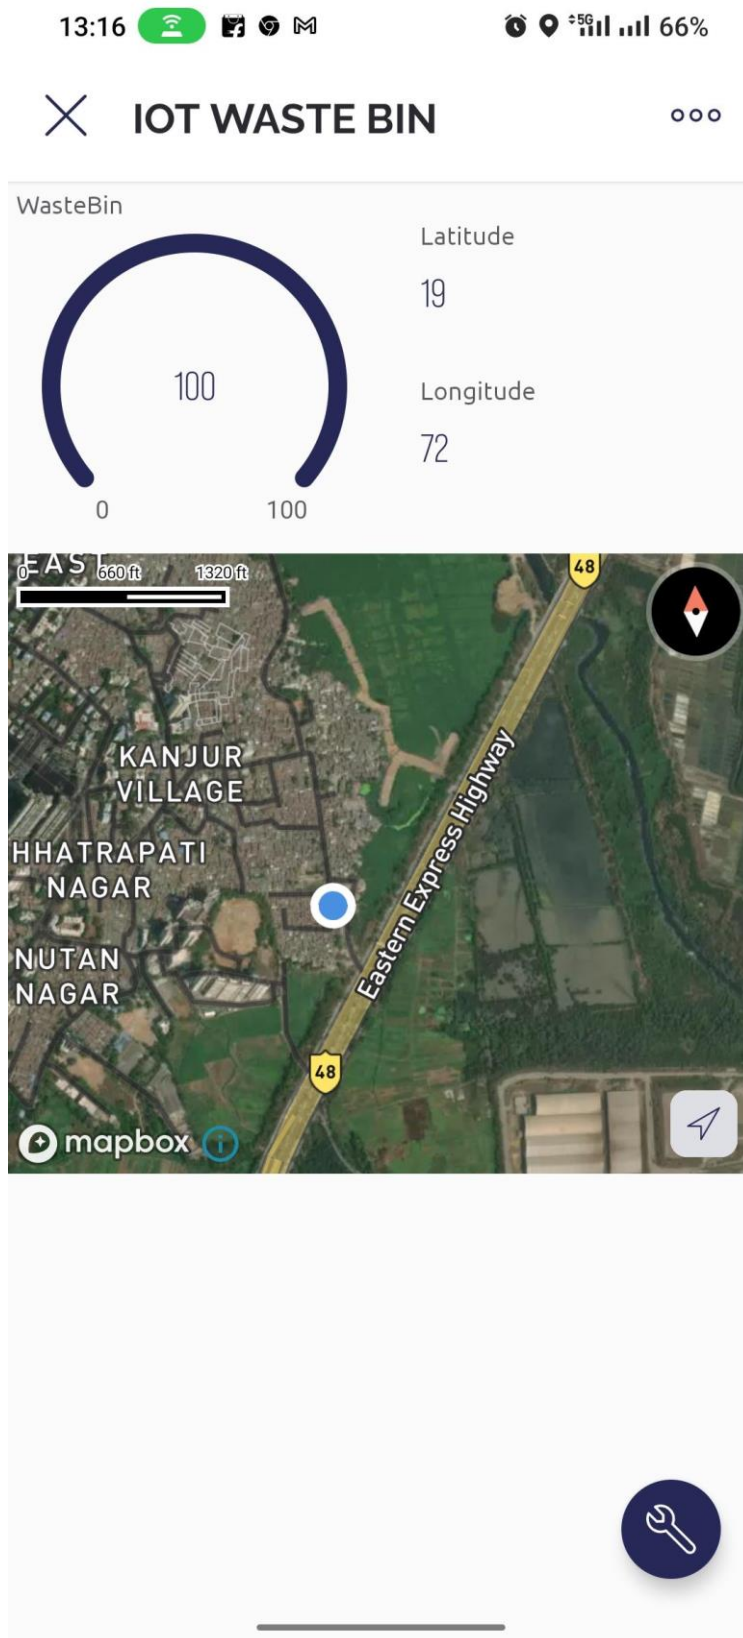 13:16
5G
66%
IOT WASTE BIN
WasteBin
100
0
100
Latitude
19
Longitude
72
EAST
0
660 ft
1320 ft
48
KANJUR
VILLAGE
HHATRAPATI
NAGAR
Eastern Express Highway
NUTAN
NAGAR
48
mapbox